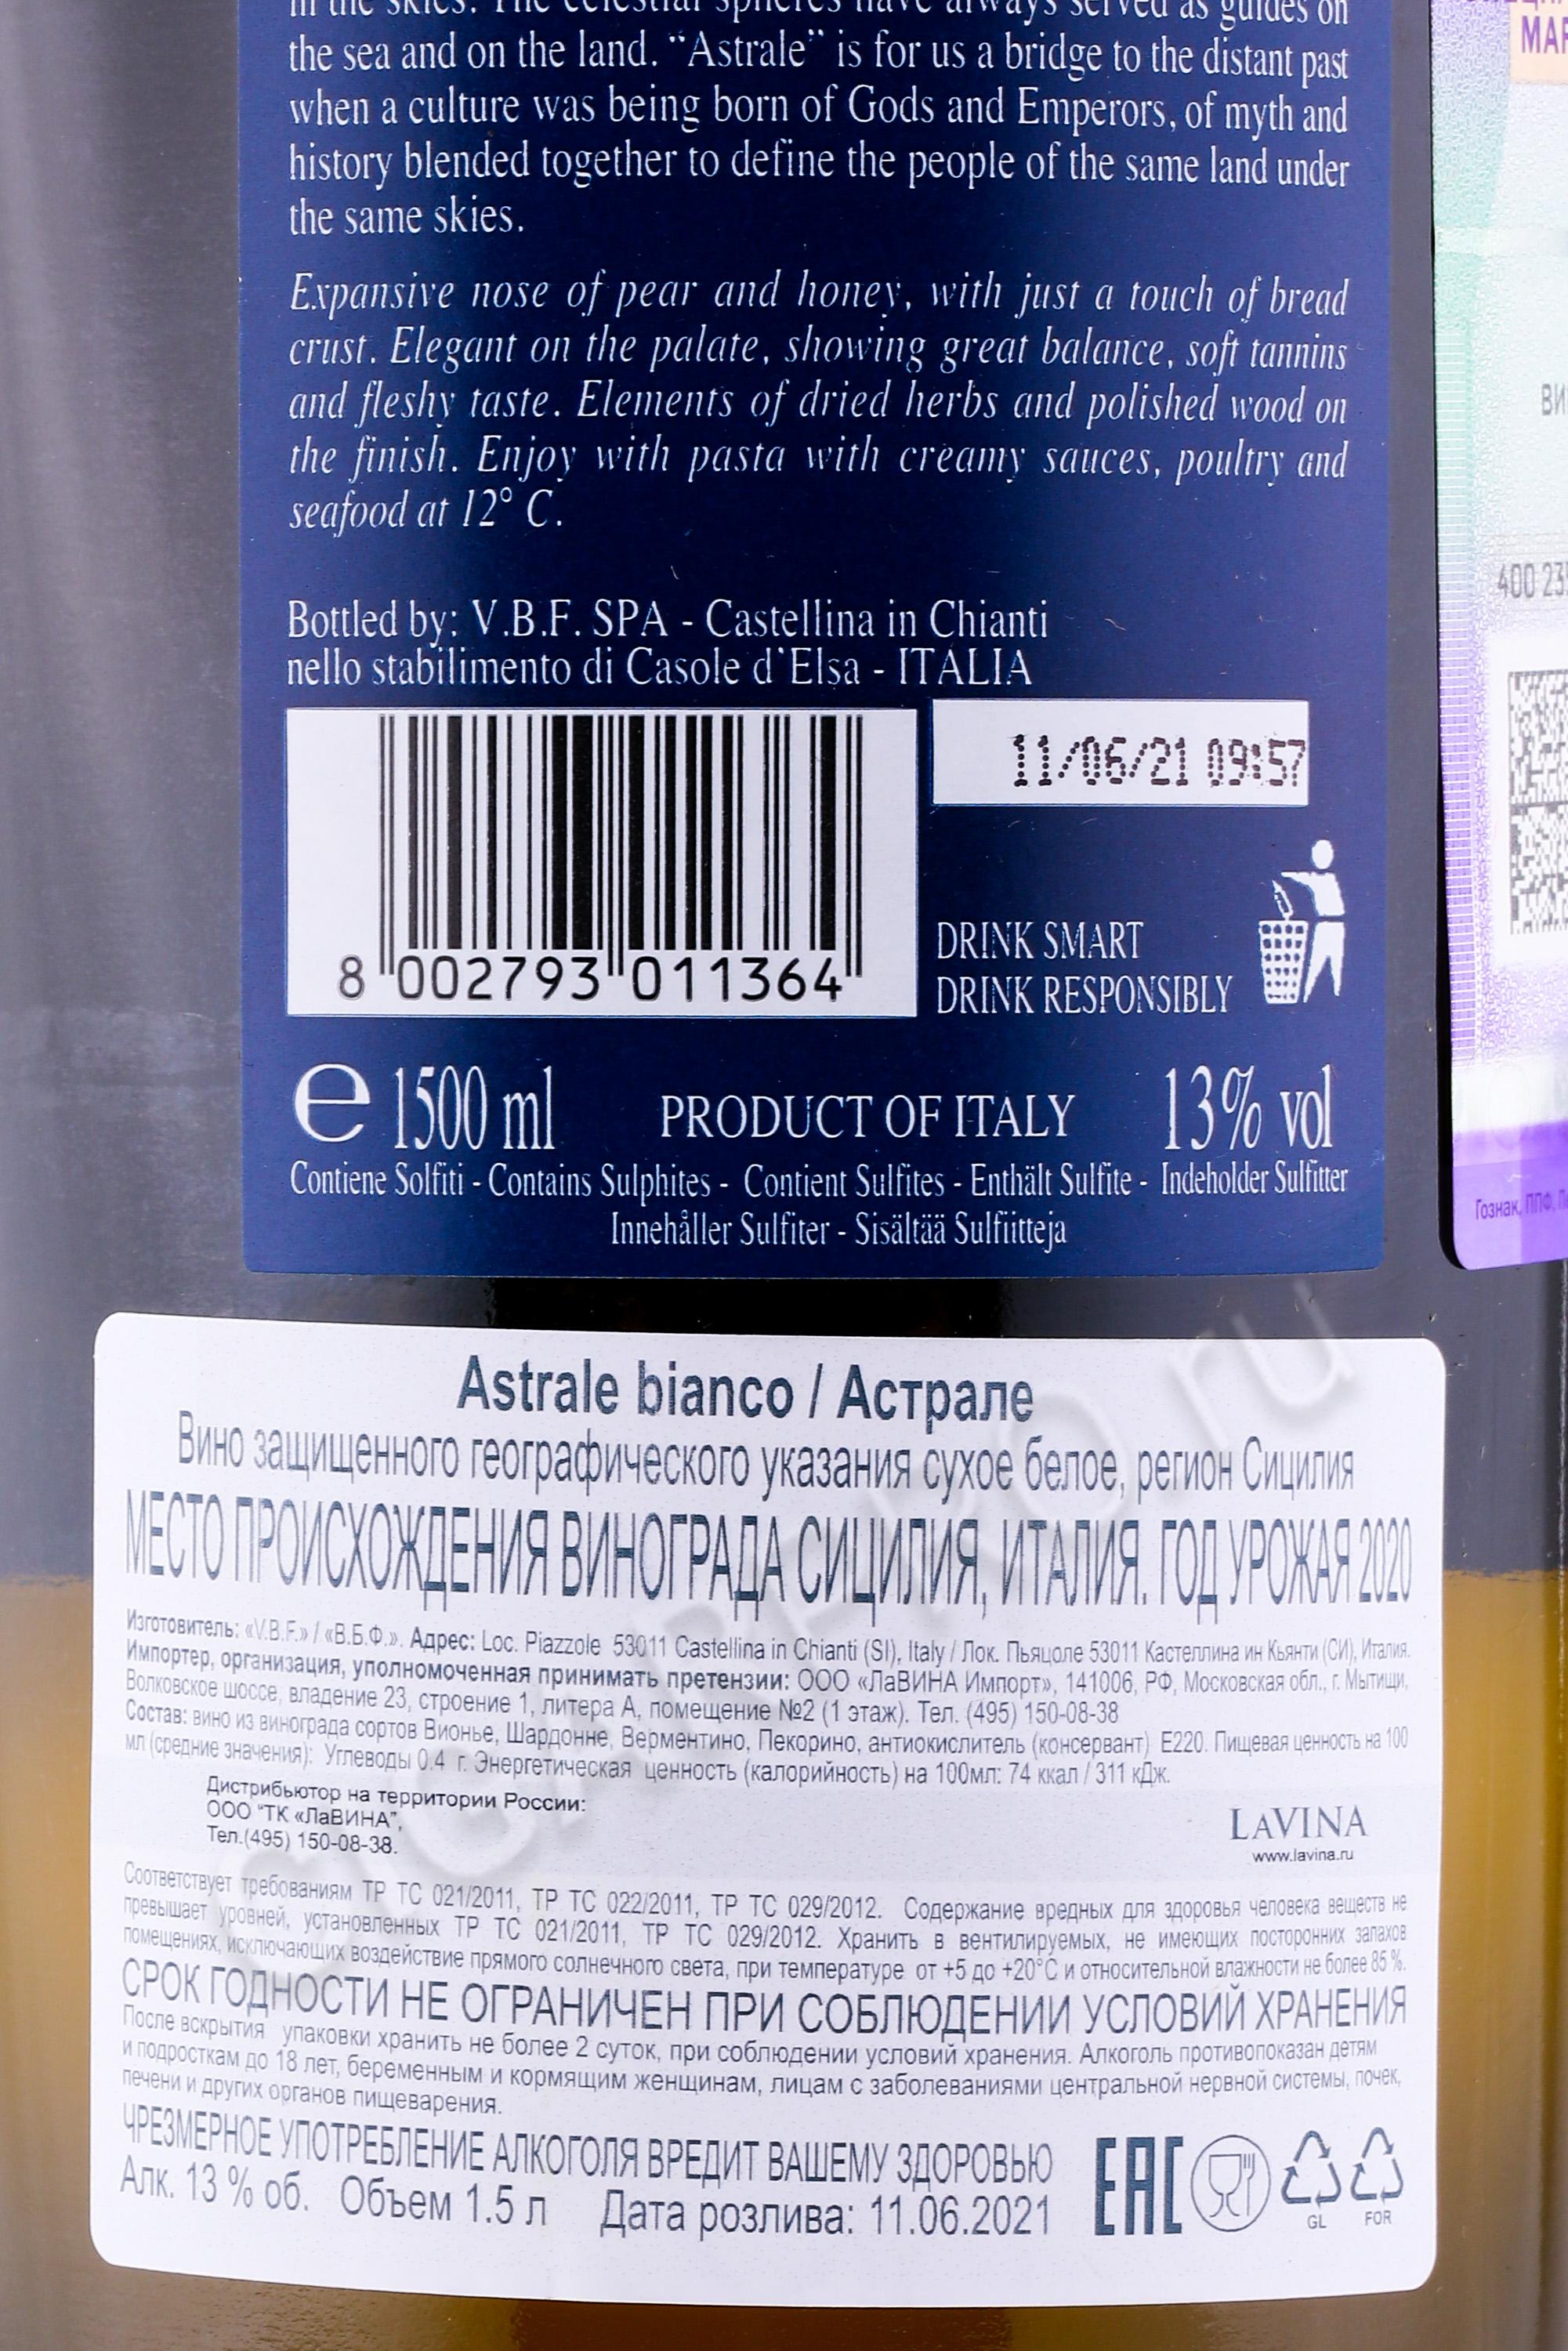 in the skies. The celestial spheres have always served as guides on
the sea and on the land. “Astrale” is for us a bridge to the distant past
when a culture was being born of Gods and Emperors, of myth and
history blended together to define the people of the same land under
the same skies.
Expansive nose of pear and honey, with just a touch of bread
crust. Elegant on the palate, showing great balance, soft tannins
and fleshy taste. Elements of dried herbs and polished wood on
the finish. Enjoy with pasta with creamy sauces, poultry and
seafood at 12° C.
Bottled by: V.B.F. SPA - Castellina in Chianti
nello stabilimento di Casole d'Elsa - ITALIA
11/06/21 09:57
8 002793 011364
DRINK SMART
DRINK RESPONSIBLY
e 1500 ml PRODUCT OF ITALY 13% vol
Contiene Solfiti - Contains Sulphites - Contient Sulfites - Enthält Sulfite - Indeholder Sulfitter
Innehåller Sulfiter - Sisältää Sulfiitteja
400 23
Гознак, ППФ,
Astrale bianco / Астрале
Вино защищенного географического указания сухое белое, регион Сицилия
МЕСТО ПРОИСХОЖДЕНИЯ ВИНОГРАДА СИЦИЛИЯ, ИТАЛИЯ. ГОД УРОЖАЯ 2020
Изготовитель: «V.B.F.» / «В.Б.Ф.». Адрес: Loc. Piazzole 53011 Castellina in Chianti (SI), Italy / Лок. Пьяцоле 53011 Кастеллина ин Кьянти (СИ), Италия.
Импортер, организация, уполномоченная принимать претензии: ООО «ЛаВИНА Импорт», 141006, РФ, Московская обл., г. Мытищи,
Волковское шоссе, владение 23, строение 1, литера А, помещение №2 (1 этаж). Тел. (495) 150-08-38
Состав: вино из винограда сортов Вионье, Шардонне, Верментино, Пекорино, антиокислитель (консервант) Е220. Пищевая ценность на 100
мл (средние значения): Углеводы 0.4 г. Энергетическая ценность (калорийность) на 100мл: 74 ккал / 311 кДж.
Дистрибьютор на территории России:
ООО “ТК «ЛаВИНА”,
Тел.(495) 150-08-38.
LAVINA
www.lavina.ru
Соответствует требованиям ТР ТС 021/2011, ТР ТС 022/2011, ТР ТС 029/2012. Содержание вредных для здоровья человека веществ не
превышает уровней, установленных ТР ТС 021/2011, ТР ТС 029/2012. Хранить в вентилируемых, не имеющих посторонних запахов
помещениях, исключающих воздействие прямого солнечного света, при температуре от +5 до +20°С и относительной влажности не более 85 %.
СРОК ГОДНОСТИ НЕ ОГРАНИЧЕН ПРИ СОБЛЮДЕНИИ УСЛОВИЙ ХРАНЕНИЯ
После вскрытия упаковки хранить не более 2 суток, при соблюдении условий хранения. Алкоголь противопоказан детям
и подросткам до 18 лет, беременным и кормящим женщинам, лицам с заболеваниями центральной нервной системы, почек,
печени и других органов пищеварения.
ЧРЕЗМЕРНОЕ УПОТРЕБЛЕНИЕ АЛКОГОЛЯ ВРЕДИТ ВАШЕМУ ЗДОРОВЬЮ
Алк. 13 % об. Объем 1.5 л Дата розлива: 11.06.2021
EAC
GL FOR